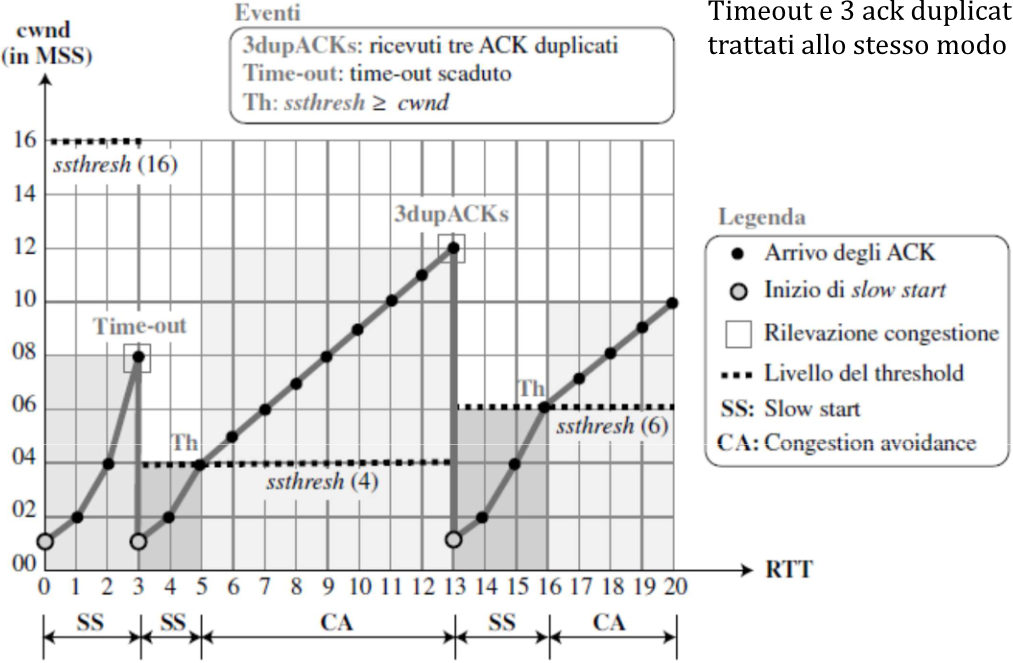 cwnd
(in MSS)
Eventi
3dupACKs: ricevuti tre ACK duplicati
Time-out: time-out scaduto
Th: ssthresh ≥ cwnd
Timeout e 3 ack duplicat
trattati allo stesso modo
16
14
12
10
08
06
04
02
00
ssthresh (16)
Time-out
Th
ssthresh (4)
3dupACKs
Th
ssthresh (6)
0 1 2 3 4 5 6 7 8 9 10 11 12 13 14 15 16 17 18 19 20
RTT
SS SS CA SS CA
Legenda
Arrivo degli ACK
Inizio di slow start
Rilevazione congestione
Livello del threshold
SS: Slow start
CA: Congestion avoidance